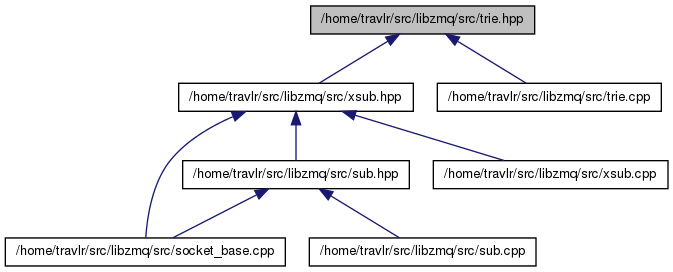 /home/travlr/src/libzmq/src/trie.hpp
/home/travlr/src/libzmq/src/xsub.hpp
/home/travlr/src/libzmq/src/trie.cpp
/home/travlr/src/libzmq/src/sub.hpp
/home/travlr/src/libzmq/src/xsub.cpp
/home/travlr/src/libzmq/src/socket_base.cpp
/home/travlr/src/libzmq/src/sub.cpp